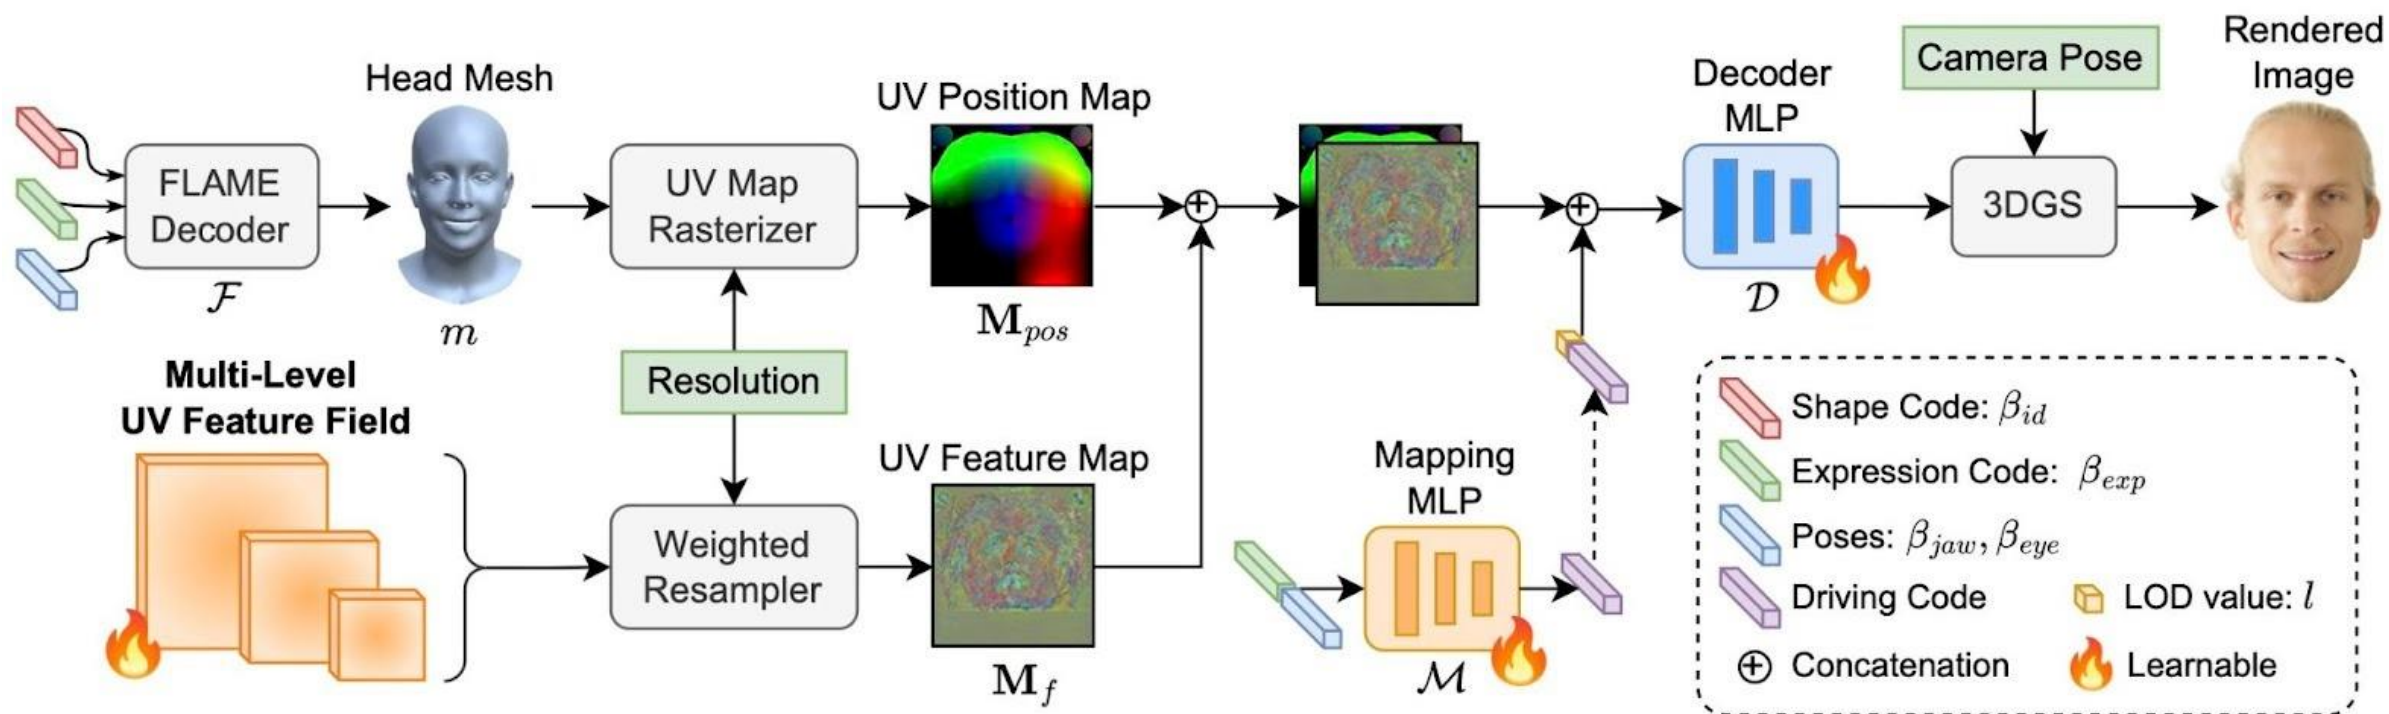 Head Mesh
FLAME
Decoder
𝓕
m
UV Map
Rasterizer
UV Position Map
M_pos
Resolution
Multi-Level
UV Feature Field
Weighted
Resampler
UV Feature Map
M_f
Mapping
MLP
𝓜
Decoder
MLP
𝓓
Camera Pose
3DGS
Rendered
Image
Shape Code: β_id
Expression Code: β_exp
Poses: β_jaw, β_eye
Driving Code
LOD value: l
Concatenation
Learnable